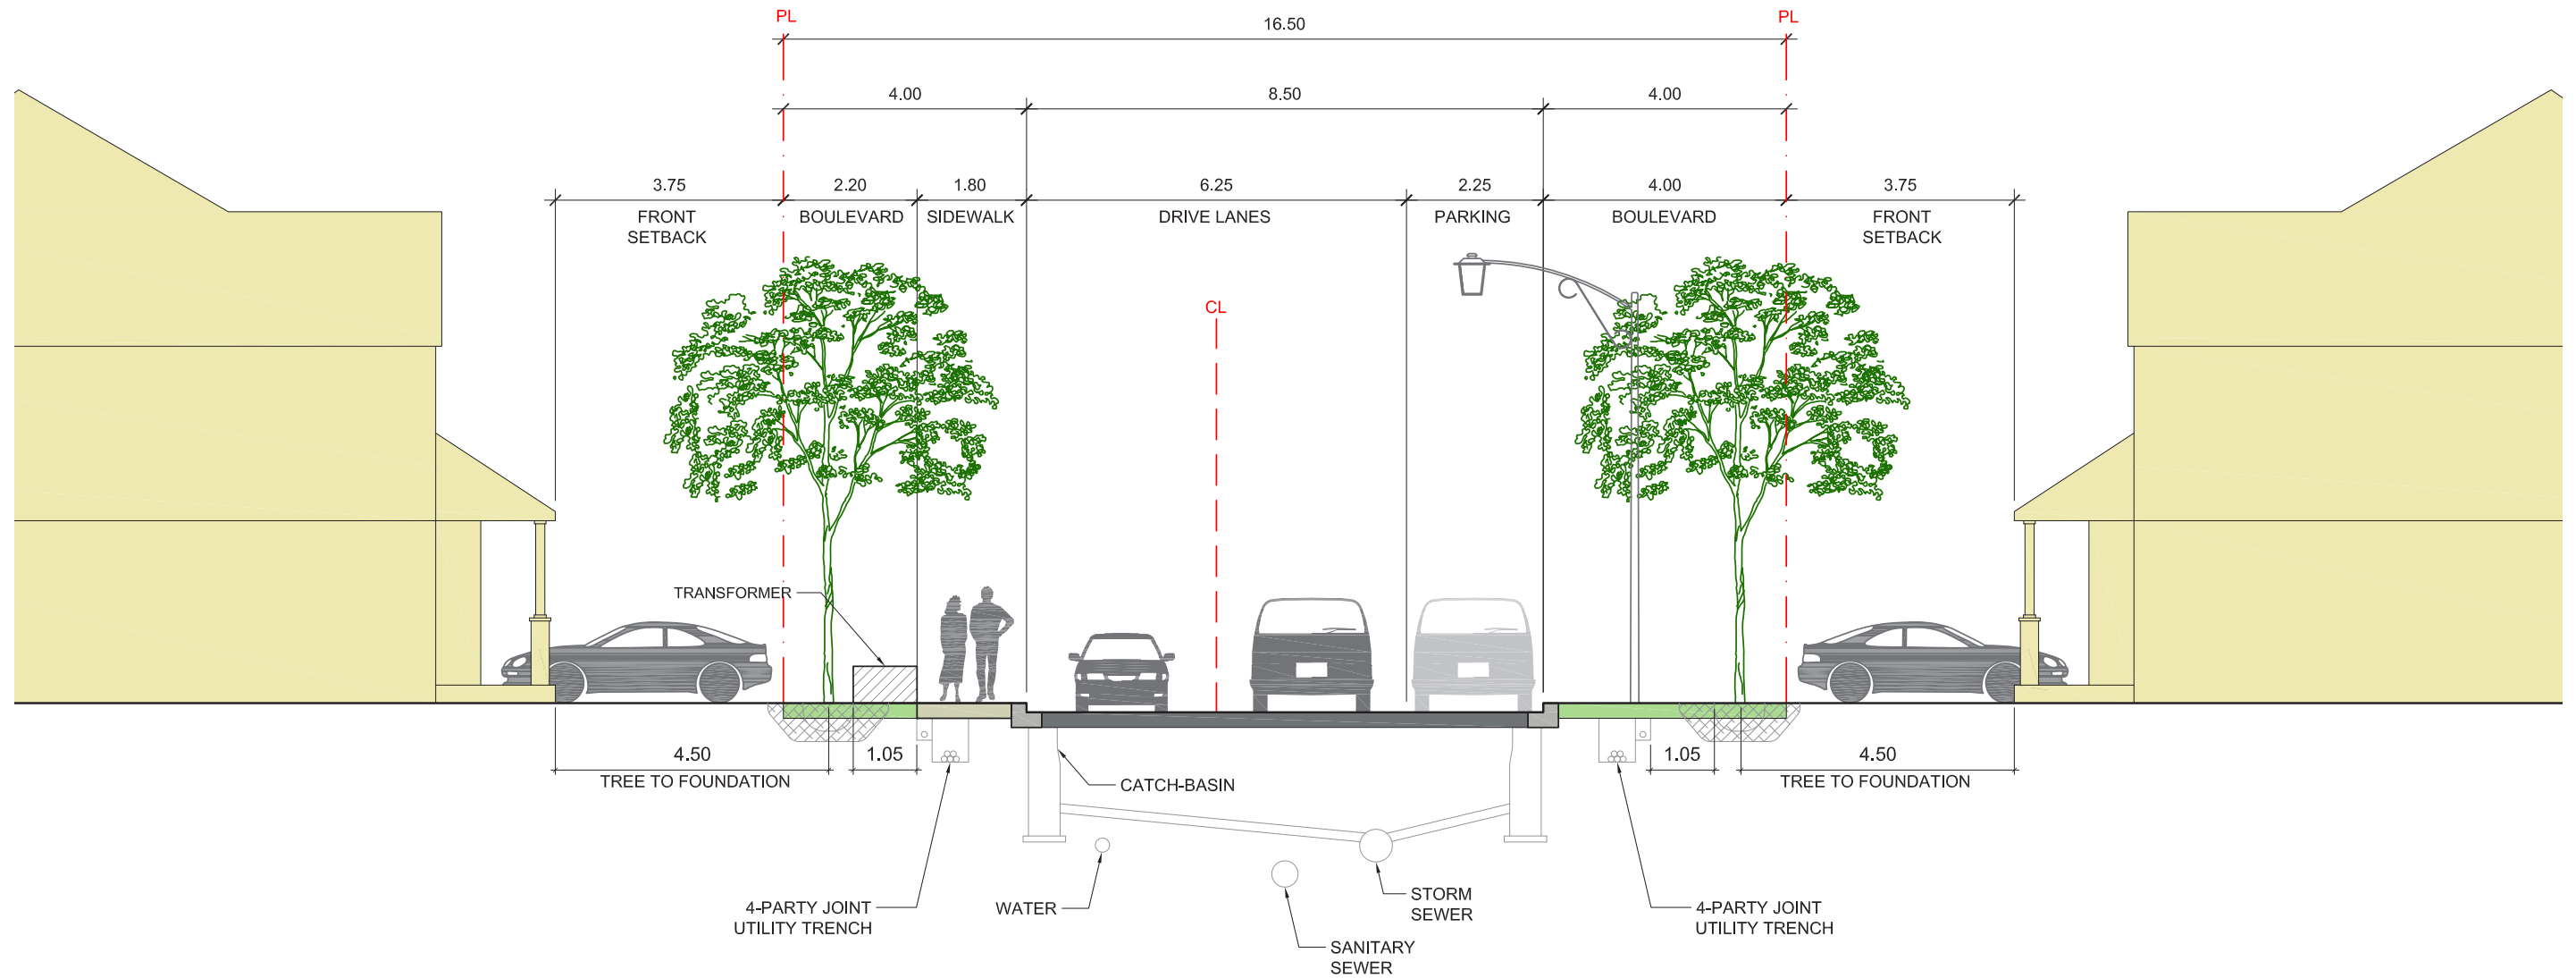 PL
PL
16.50
4.00
8.50
4.00
3.75
2.20
1.80
6.25
2.25
4.00
3.75
FRONT
SETBACK
BOULEVARD
SIDEWALK
DRIVE LANES
PARKING
BOULEVARD
FRONT
SETBACK
CL
TRANSFORMER
4.50
1.05
1.05
4.50
TREE TO FOUNDATION
TREE TO FOUNDATION
CATCH-BASIN
4-PARTY JOINT
UTILITY TRENCH
WATER
STORM
SEWER
4-PARTY JOINT
UTILITY TRENCH
SANITARY
SEWER